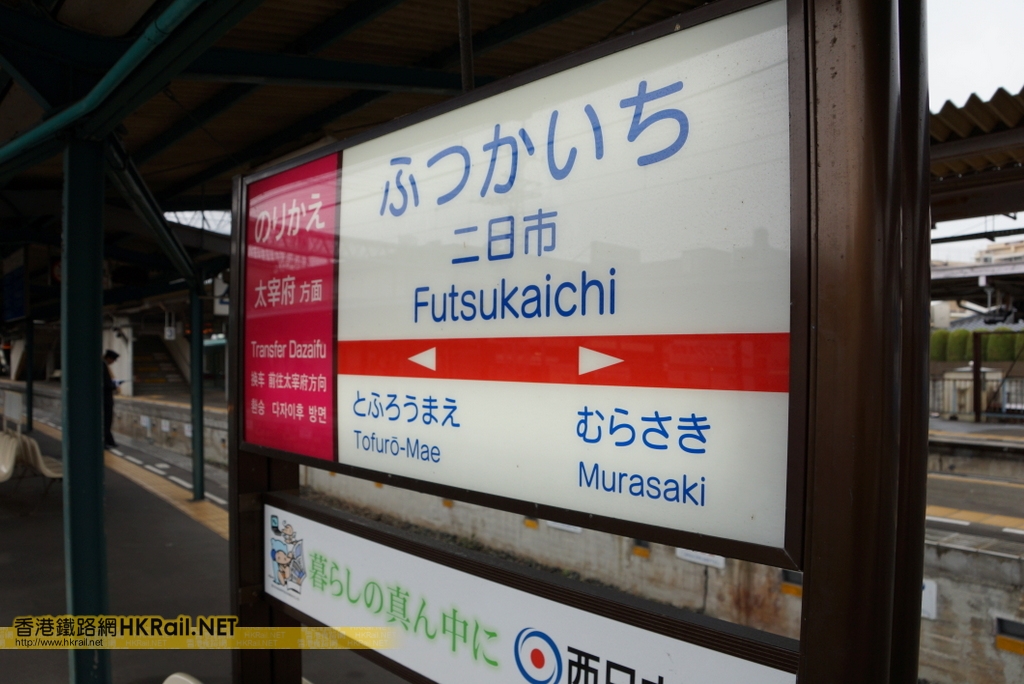 のりかえ
太宰府 方面
Transfer Dazaifu
换车 前往太宰府方向
환승 다자이후 방면
ふつかいち
二日市
Futsukaichi
とふろうまえ
Tofurō-Mae
むらさき
Murasaki
暮らしの真ん中に
西日本
香港鐵路網HKRail.NET
http://www.hkrail.net